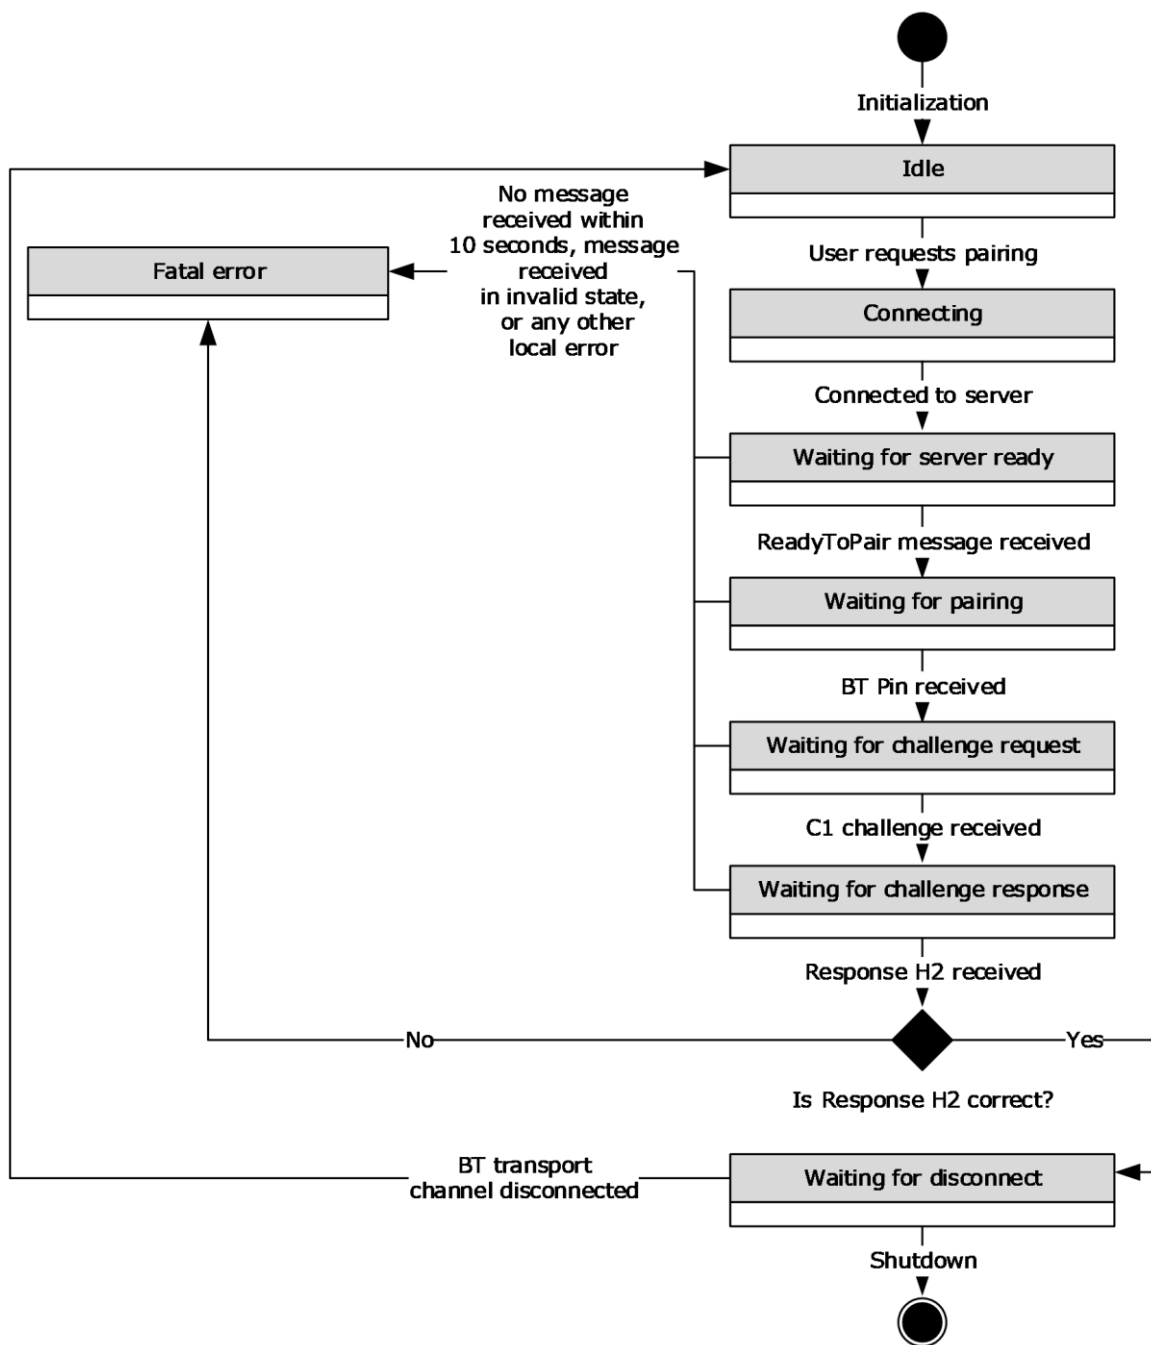 Initialization
Idle
No message
received within
10 seconds, message
received
in invalid state,
or any other
local error
Fatal error
User requests pairing
Connecting
Connected to server
Waiting for server ready
ReadyToPair message received
Waiting for pairing
BT Pin received
Waiting for challenge request
C1 challenge received
Waiting for challenge response
Response H2 received
No
Yes
Is Response H2 correct?
BT transport
channel disconnected
Waiting for disconnect
Shutdown